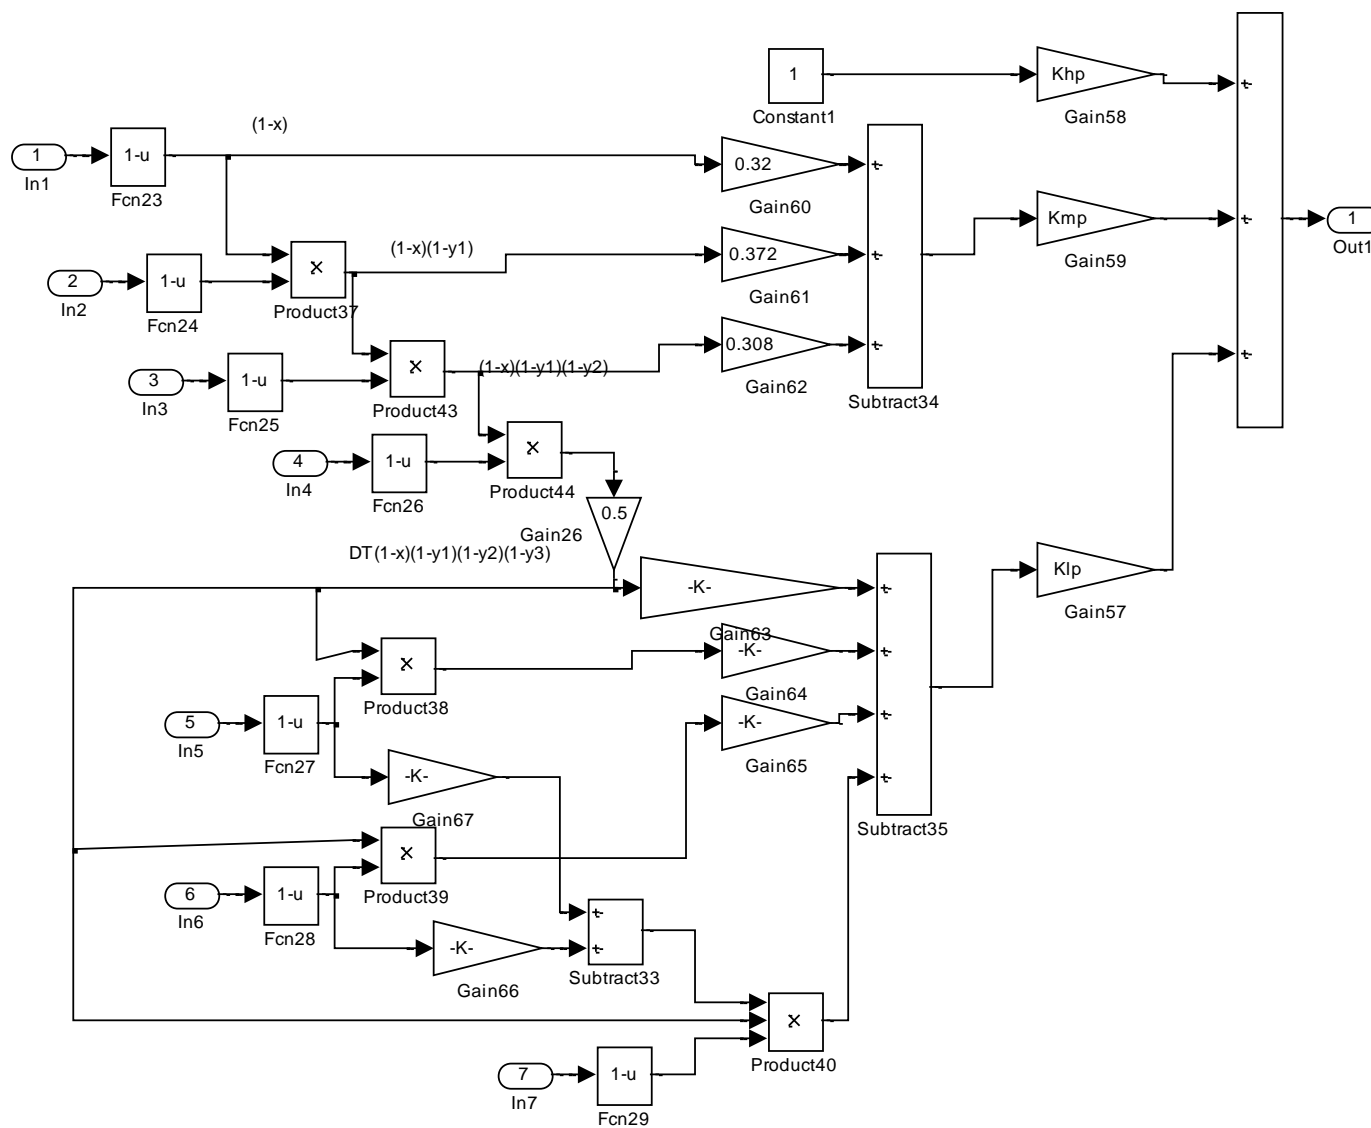 1
Constant1
Khp
Gain58
+
(1-x)
1
In1
1-u
Fcn23
0.32
Gain60
+
2
In2
1-u
Fcn24
×
Product37
(1-x)(1-y1)
0.372
Gain61
+
Kmp
Gain59
+
1
Out1
3
In3
1-u
Fcn25
×
Product43
(1-x)(1-y1)(1-y2)
0.308
Gain62
+
Subtract34
+
4
In4
1-u
Fcn26
×
Product44
0.5
Gain26
DT(1-x)(1-y1)(1-y2)(1-y3)
-K-
Gain63
+
Klp
Gain57
×
Product38
-K-
Gain64
+
5
In5
1-u
Fcn27
-K-
Gain65
+
-K-
Gain67
+
Subtract35
×
Product39
6
In6
1-u
Fcn28
-K-
Gain66
+
+
Subtract33
×
Product40
7
In7
1-u
Fcn29